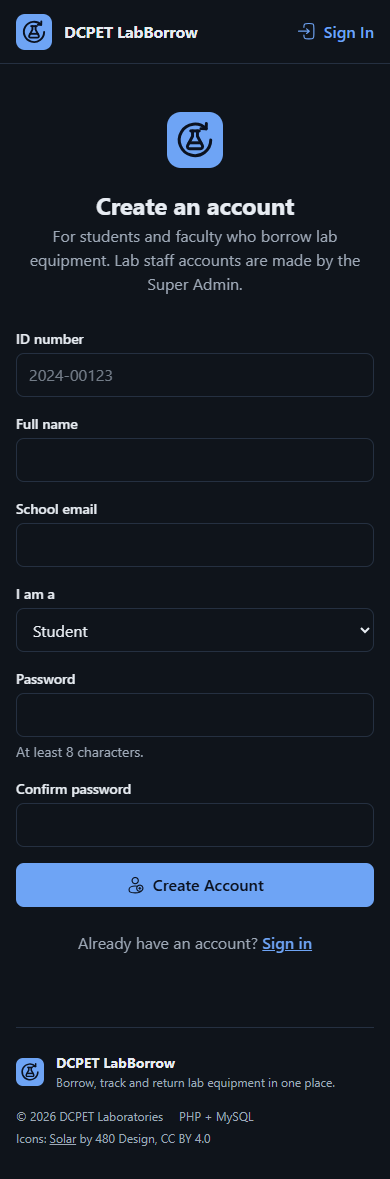 DCPET LabBorrow
Sign In
Create an account
For students and faculty who borrow lab
equipment. Lab staff accounts are made by the
Super Admin.
ID number
2024-00123
Full name
School email
I am a
Student
Password
At least 8 characters.
Confirm password
Create Account
Already have an account? Sign in
DCPET LabBorrow
Borrow, track and return lab equipment in one place.
© 2026 DCPET Laboratories PHP + MySQL
Icons: Solar by 480 Design, CC BY 4.0